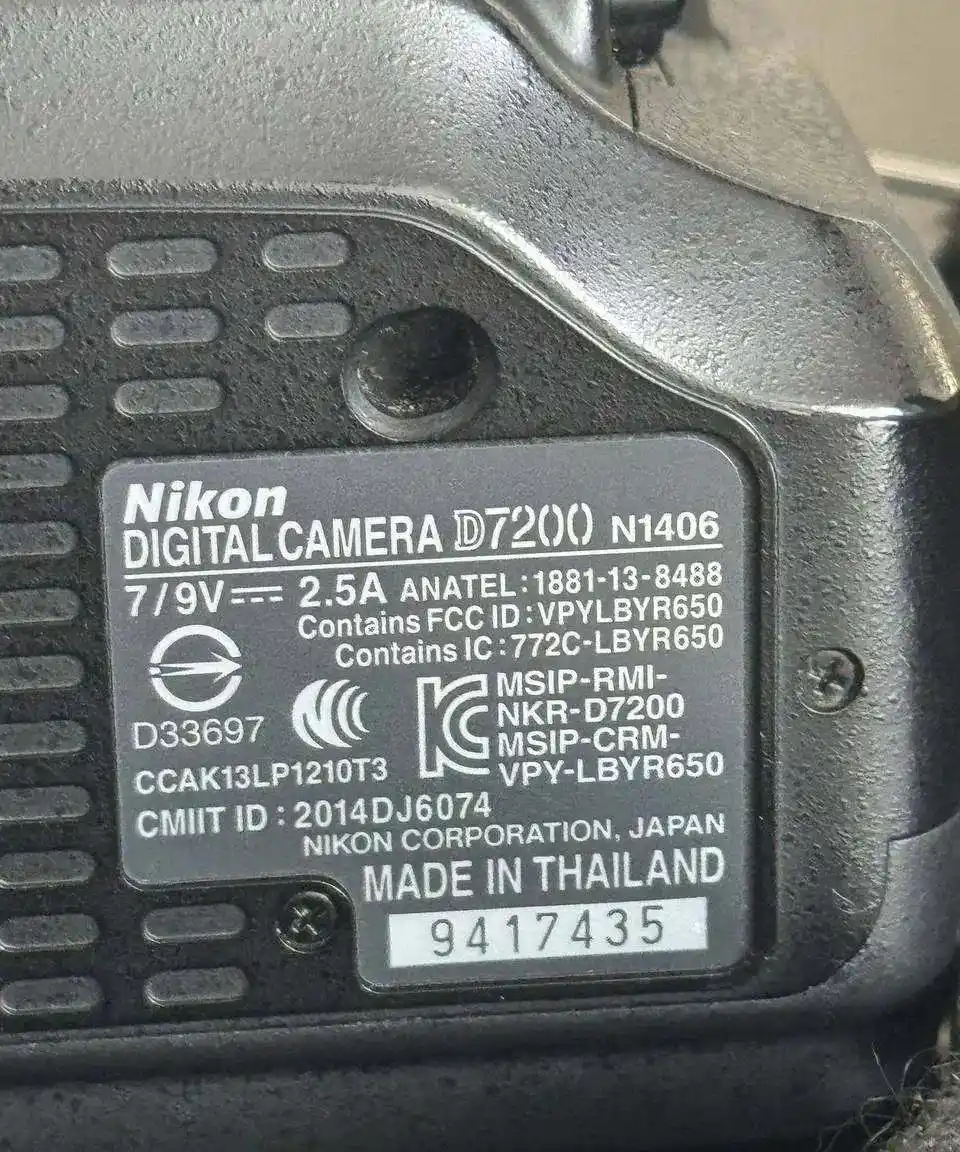 Nikon
DIGITAL CAMERA D7200 N1406
7/9V⎓ 2.5A ANATEL:1881-13-8488
Contains FCC ID:VPYLBYR650
Contains IC:772C-LBYR650
D33697
MSIP-RMI-
NKR-D7200
MSIP-CRM-
VPY-LBYR650
CCAK13LP1210T3
CMIIT ID:2014DJ6074
NIKON CORPORATION, JAPAN
MADE IN THAILAND
9417435